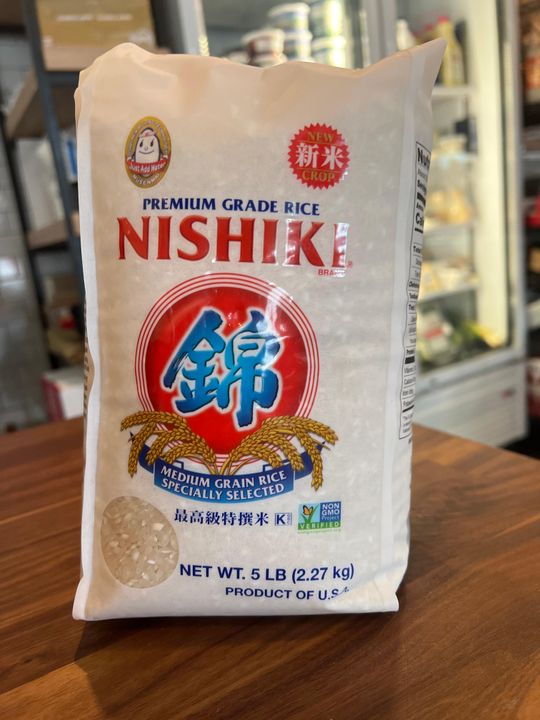 Just Add Water
NEW
新米
CROP
PREMIUM GRADE RICE
NISHIKI
BRAND
錦
MEDIUM GRAIN RICE
SPECIALLY SELECTED
最高級特撰米
K
NON
GMO
Project
VERIFIED
NET WT. 5 LB (2.27 kg)
PRODUCT OF U.S.A.